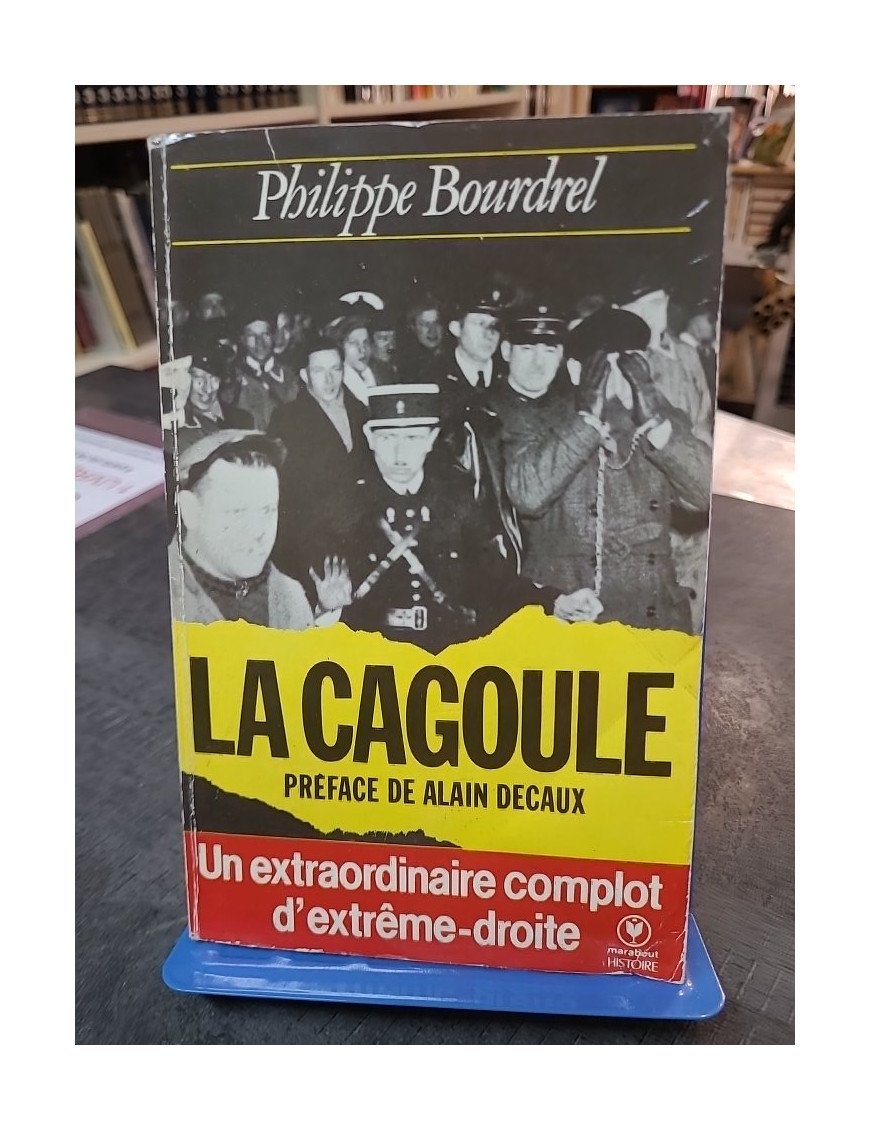 Philippe Bourdrel
LA CAGOULE
PRÉFACE DE ALAIN DECAUX
Un extraordinaire complot
d'extrême-droite
marabout
HISTOIRE